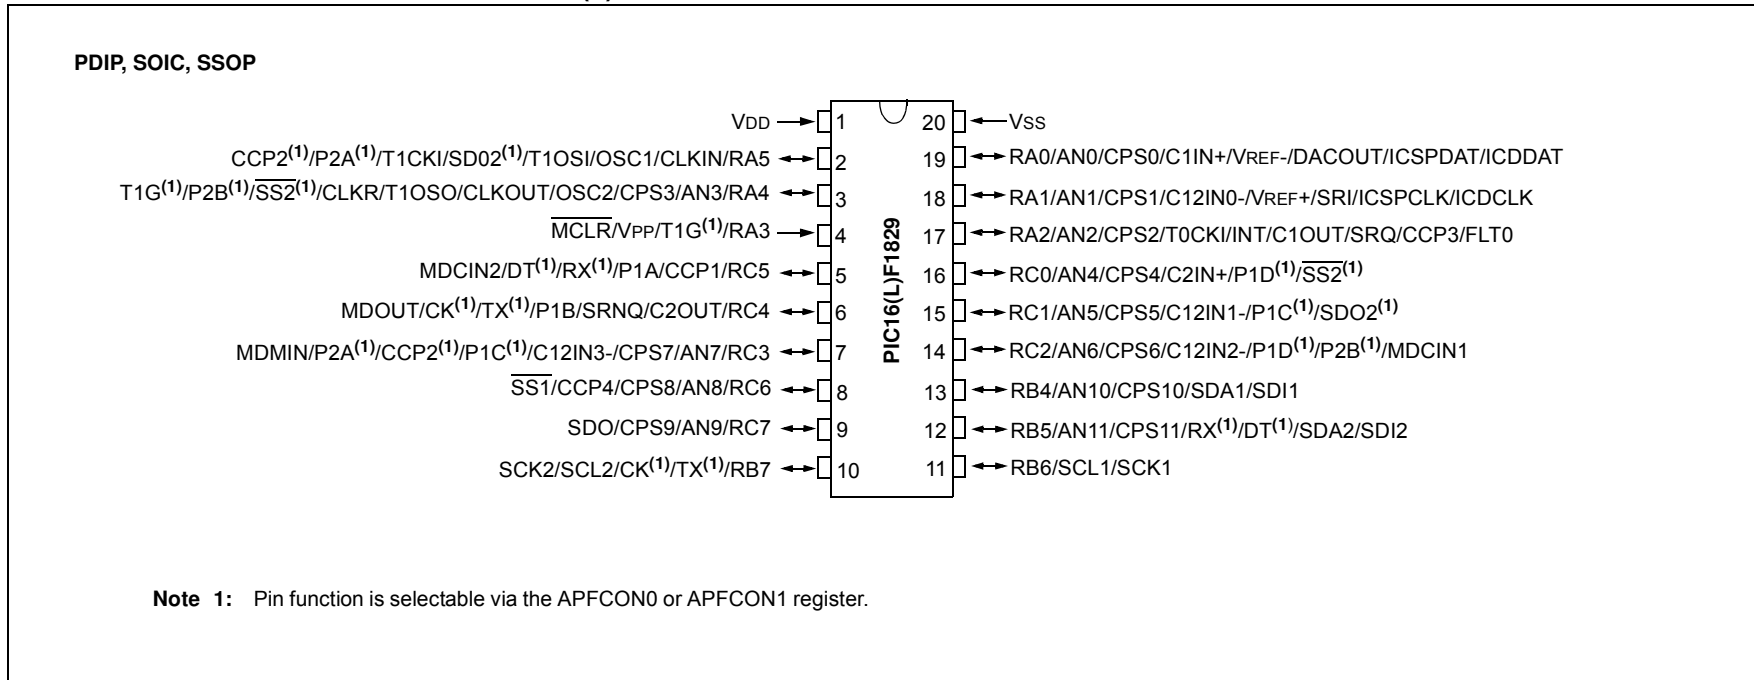 PDIP, SOIC, SSOP
VDD 1 20 VSS
CCP2(1)/P2A(1)/T1CKI/SD02(1)/T1OSI/OSC1/CLKIN/RA5 2 19 RA0/AN0/CPS0/C1IN+/VREF-/DACOUT/ICSPDAT/ICDDAT
T1G(1)/P2B(1)/SS2(1)/CLKR/T1OSO/CLKOUT/OSC2/CPS3/AN3/RA4 3 18 RA1/AN1/CPS1/C12IN0-/VREF+/SRI/ICSPCLK/ICDCLK
MCLR/VPP/T1G(1)/RA3 4 17 RA2/AN2/CPS2/T0CKI/INT/C1OUT/SRQ/CCP3/FLT0
MDCIN2/DT(1)/RX(1)/P1A/CCP1/RC5 5 16 RC0/AN4/CPS4/C2IN+/P1D(1)/SS2(1)
MDOUT/CK(1)/TX(1)/P1B/SRNQ/C2OUT/RC4 6 15 RC1/AN5/CPS5/C12IN1-/P1C(1)/SDO2(1)
MDMIN/P2A(1)/CCP2(1)/P1C(1)/C12IN3-/CPS7/AN7/RC3 7 14 RC2/AN6/CPS6/C12IN2-/P1D(1)/P2B(1)/MDCIN1
SS1/CCP4/CPS8/AN8/RC6 8 13 RB4/AN10/CPS10/SDA1/SDI1
SDO/CPS9/AN9/RC7 9 12 RB5/AN11/CPS11/RX(1)/DT(1)/SDA2/SDI2
SCK2/SCL2/CK(1)/TX(1)/RB7 10 11 RB6/SCL1/SCK1
PIC16(L)F1829
Note 1: Pin function is selectable via the APFCON0 or APFCON1 register.